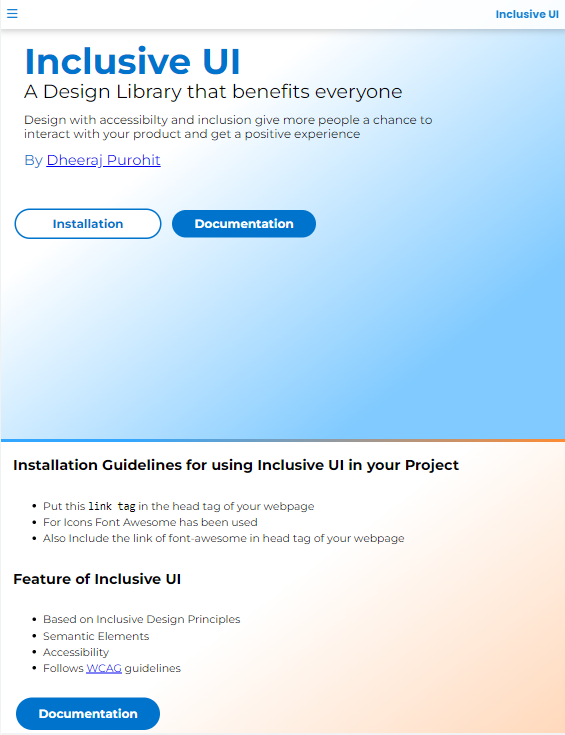 Inclusive UI
Inclusive UI
A Design Library that benefits everyone
Design with accessibilty and inclusion give more people a chance to
interact with your product and get a positive experience
By Dheeraj Purohit
Installation Documentation
Installation Guidelines for using Inclusive UI in your Project
Put this link tag in the head tag of your webpage
For Icons Font Awesome has been used
Also Include the link of font-awesome in head tag of your webpage
Feature of Inclusive UI
Based on Inclusive Design Principles
Semantic Elements
Accessibility
Follows WCAG guidelines
Documentation